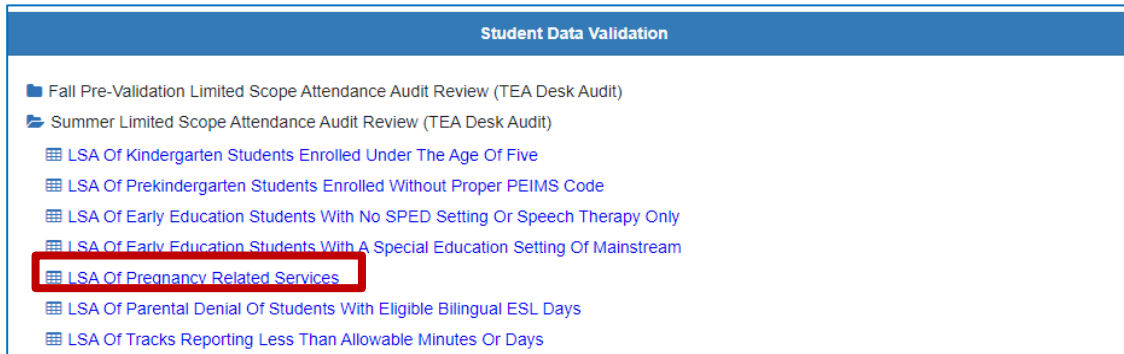 Student Data Validation
Fall Pre-Validation Limited Scope Attendance Audit Review (TEA Desk Audit)
Summer Limited Scope Attendance Audit Review (TEA Desk Audit)
LSA Of Kindergarten Students Enrolled Under The Age Of Five
LSA Of Prekindergarten Students Enrolled Without Proper PEIMS Code
LSA Of Early Education Students With No SPED Setting Or Speech Therapy Only
LSA Of Early Education Students With A Special Education Setting Of Mainstream
LSA Of Pregnancy Related Services
LSA Of Parental Denial Of Students With Eligible Bilingual ESL Days
LSA Of Tracks Reporting Less Than Allowable Minutes Or Days